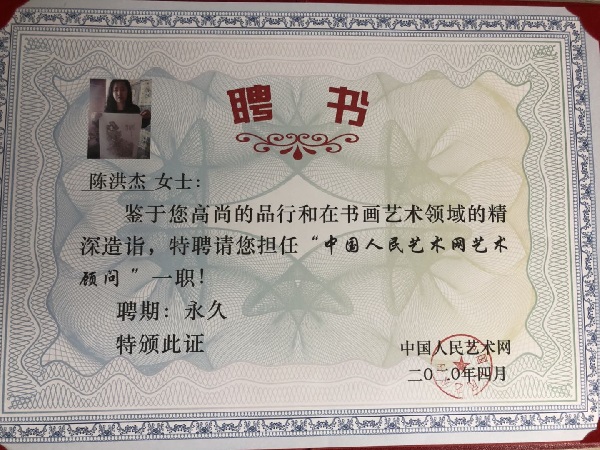 聘 书
陈洪杰 女士：
鉴于您高尚的品行和在书画艺术领域的精
深造诣，特聘请您担任“中国人民艺术网艺术
顾问”一职！
聘期：永久
特颁此证
中国人民艺术网
二〇二〇年四月